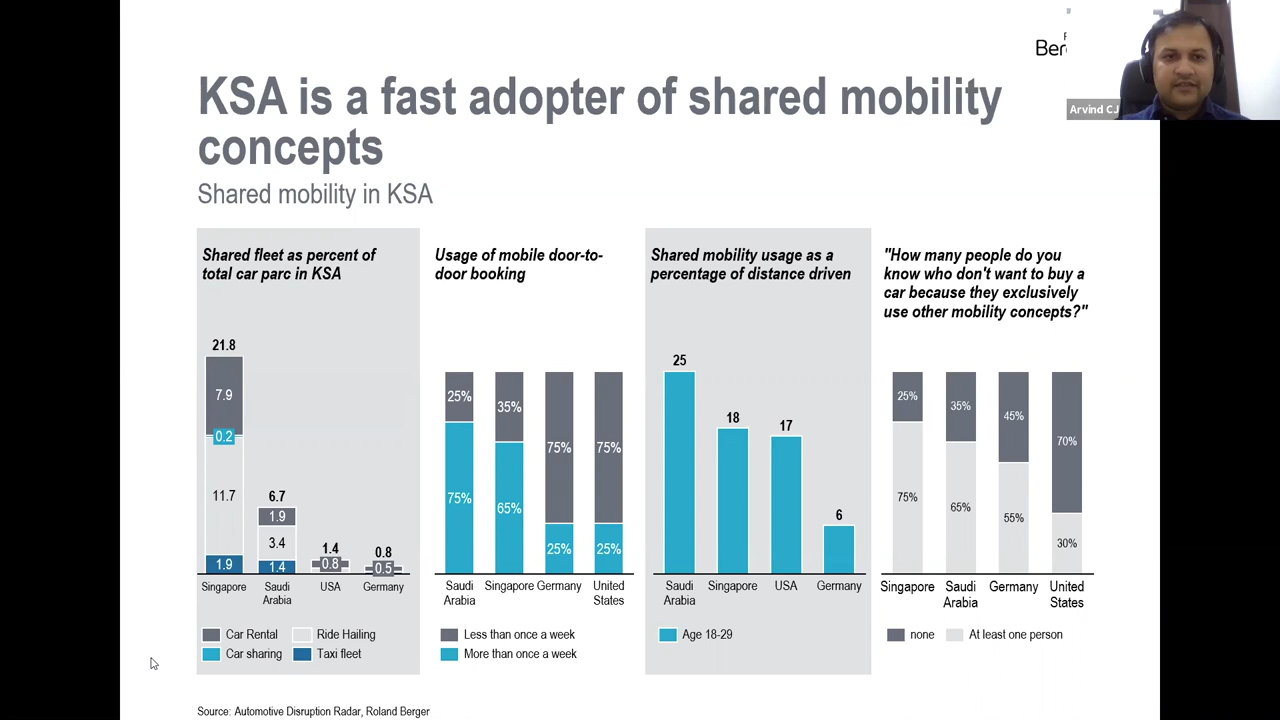 Ber
Arvind CJ
KSA is a fast adopter of shared mobility
concepts
Shared mobility in KSA
Shared fleet as percent of
total car parc in KSA
21.8
7.9
0.2
11.7
1.9
6.7
1.9
3.4
1.4
1.4
0.8
0.8
0.5
Singapore
Saudi
Arabia
USA
Germany
Car Rental
Ride Hailing
Car sharing
Taxi fleet
Usage of mobile door-to-
door booking
25%
35%
75%
75%
75%
65%
25%
25%
Saudi
Arabia
Singapore
Germany
United
States
Less than once a week
More than once a week
Shared mobility usage as a
percentage of distance driven
25
18
17
6
Saudi
Arabia
Singapore
USA
Germany
Age 18-29
"How many people do you
know who don't want to buy a
car because they exclusively
use other mobility concepts?"
25%
35%
45%
70%
75%
65%
55%
30%
Singapore
Saudi
Arabia
Germany
United
States
none
At least one person
Source: Automotive Disruption Radar, Roland Berger